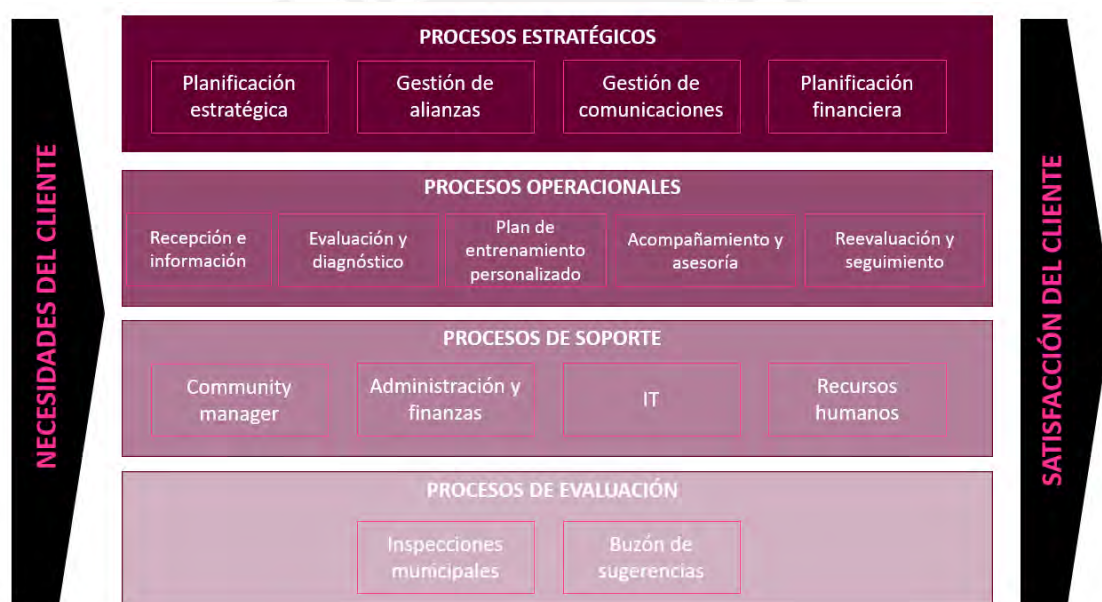 NECESIDADES DEL CLIENTE
PROCESOS ESTRATÉGICOS
Planificación
estratégica
Gestión de
alianzas
Gestión de
comunicaciones
Planificación
financiera
PROCESOS OPERACIONALES
Recepción e
información
Evaluación y
diagnóstico
Plan de
entrenamiento
personalizado
Acompañamiento y
asesoría
Reevaluación y
seguimiento
PROCESOS DE SOPORTE
Community
manager
Administración y
finanzas
IT
Recursos
humanos
PROCESOS DE EVALUACIÓN
Inspecciones
municipales
Buzón de
sugerencias
SATISFACCIÓN DEL CLIENTE